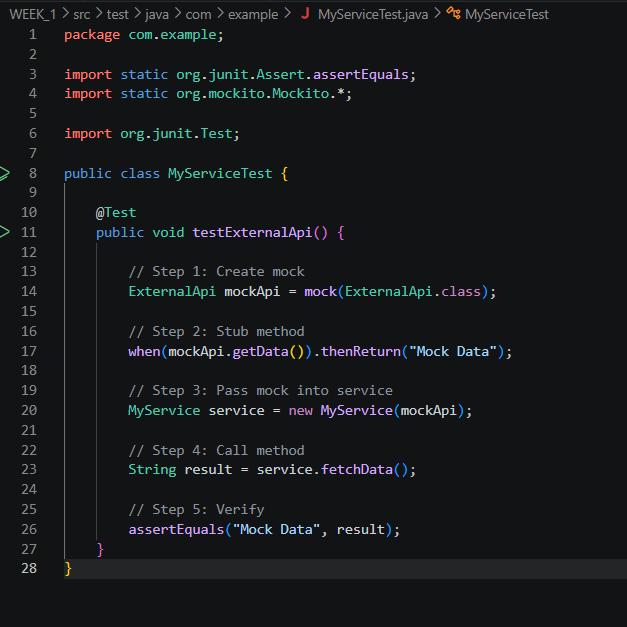 WEEK_1 > src > test > java > com > example > J MyServiceTest.java > MyServiceTest
1 package com.example;
2
3 import static org.junit.Assert.assertEquals;
4 import static org.mockito.Mockito.*;
5
6 import org.junit.Test;
7
8 public class MyServiceTest {
9
10 @Test
11 public void testExternalApi() {
12
13 // Step 1: Create mock
14 ExternalApi mockApi = mock(ExternalApi.class);
15
16 // Step 2: Stub method
17 when(mockApi.getData()).thenReturn("Mock Data");
18
19 // Step 3: Pass mock into service
20 MyService service = new MyService(mockApi);
21
22 // Step 4: Call method
23 String result = service.fetchData();
24
25 // Step 5: Verify
26 assertEquals("Mock Data", result);
27 }
28 }